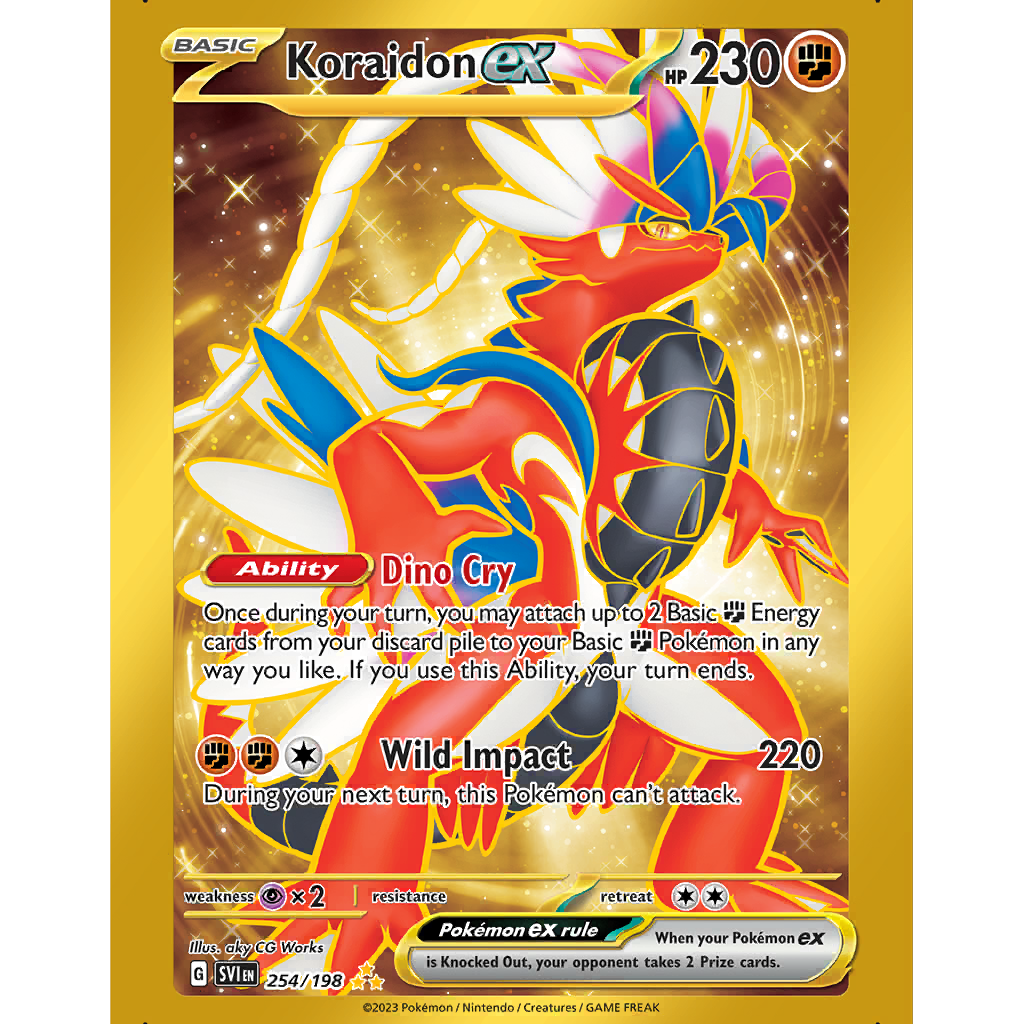 BASIC Koraidon ex HP 230
Ability Dino Cry
Once during your turn, you may attach up to 2 Basic Energy
cards from your discard pile to your Basic Pokémon in any
way you like. If you use this Ability, your turn ends.
Wild Impact 220
During your next turn, this Pokémon can't attack.
weakness ×2 resistance retreat
Illus. aky CG Works
Pokémon ex rule When your Pokémon ex
is Knocked Out, your opponent takes 2 Prize cards.
G SVI EN 254/198
©2023 Pokémon / Nintendo / Creatures / GAME FREAK